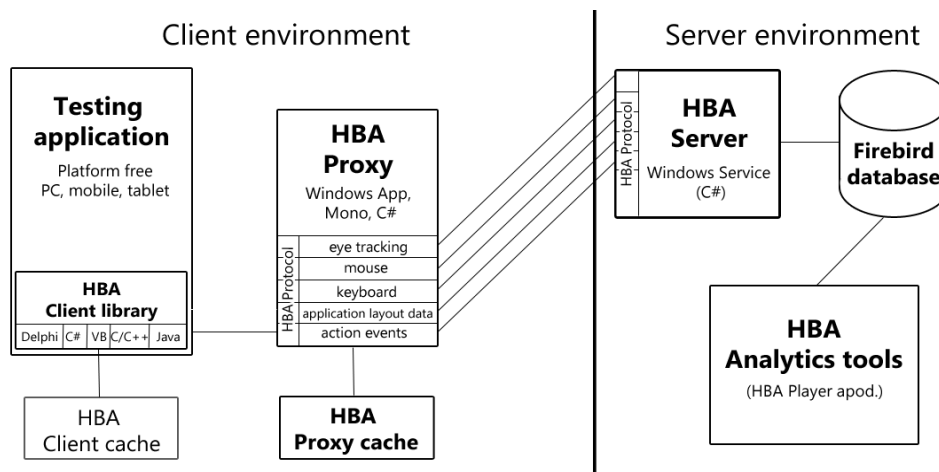 Client environment
Server environment
Testing
application
Platform free
PC, mobile, tablet
HBA
Client library
Delphi C# VB C/C++ Java
HBA
Client cache
HBA
Proxy
Windows App,
Mono, C#
HBA Protocol
eye tracking
mouse
keyboard
application layout data
action events
HBA
Proxy cache
HBA Protocol
HBA
Server
Windows Service
(C#)
Firebird
database
HBA
Analytics tools
(HBA Player apod.)